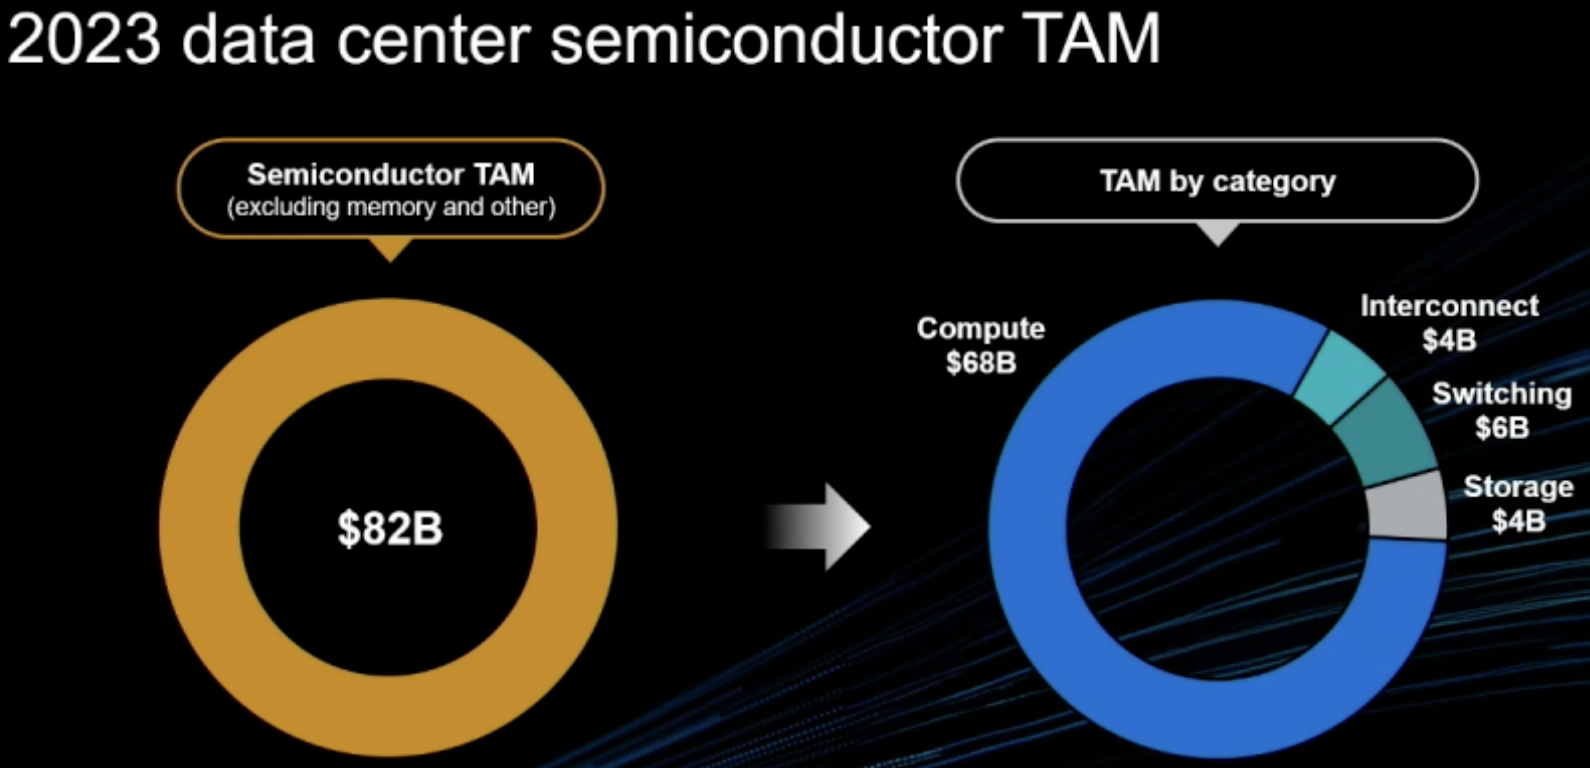 2023 data center semiconductor TAM
Semiconductor TAM
(excluding memory and other)
$82B
TAM by category
Compute
$68B
Interconnect
$4B
Switching
$6B
Storage
$4B